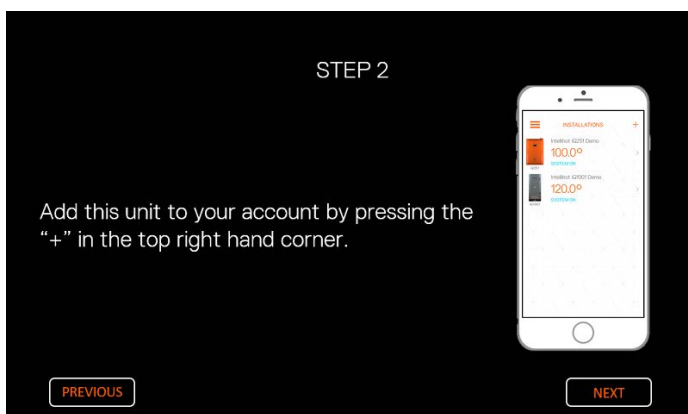 STEP 2
INSTALLATIONS +
100.0°
120.0°
Add this unit to your account by pressing the
“+” in the top right hand corner.
PREVIOUS
NEXT